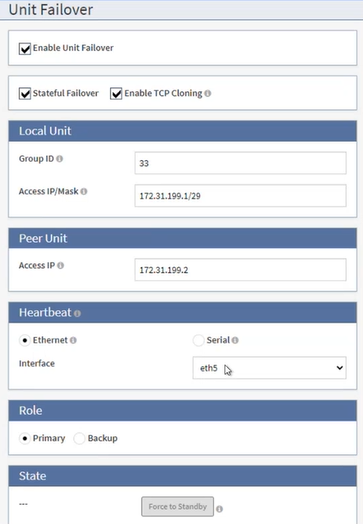 Unit Failover
Enable Unit Failover
Stateful Failover Enable TCP Cloning
Local Unit
Group ID 33
Access IP/Mask 172.31.199.1/29
Peer Unit
Access IP 172.31.199.2
Heartbeat
Ethernet Serial
Interface eth5
Role
Primary Backup
State
--- Force to Standby